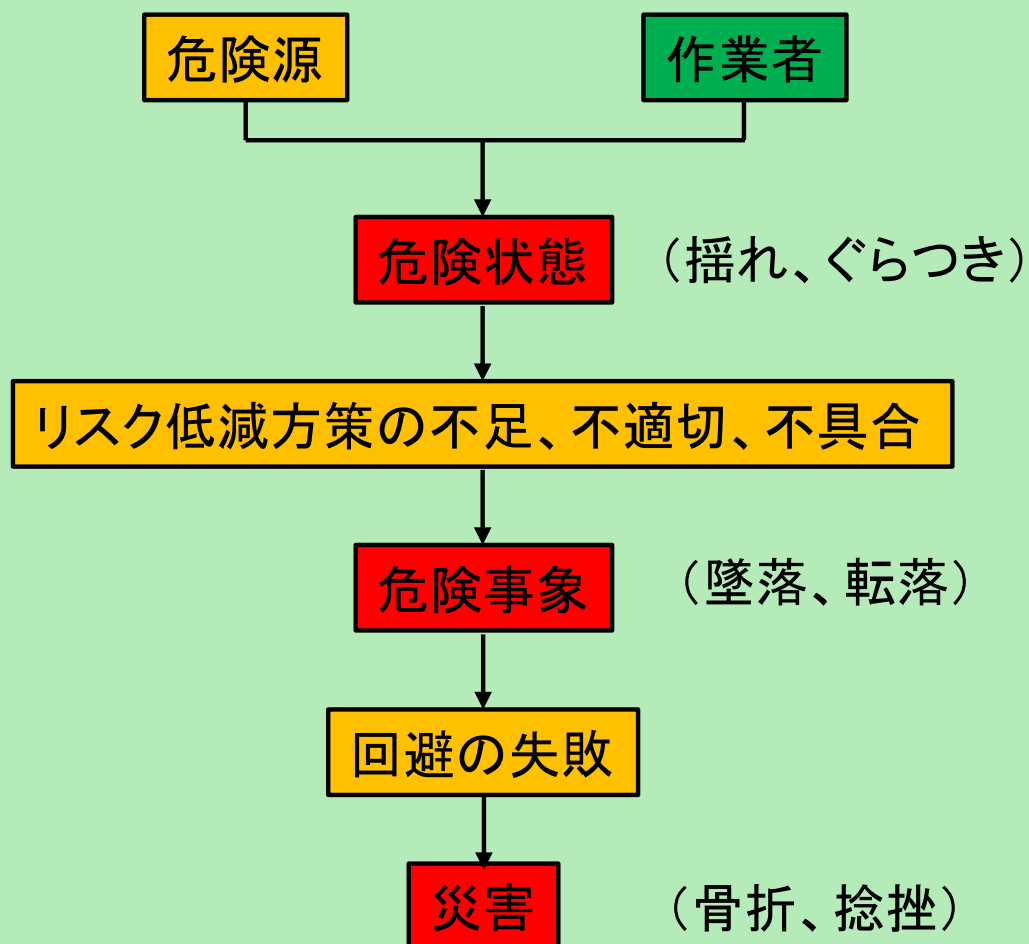 危険源
作業者
危険状態
（揺れ、ぐらつき）
リスク低減方策の不足、不適切、不具合
危険事象
（墜落、転落）
回避の失敗
災害
（骨折、捻挫）